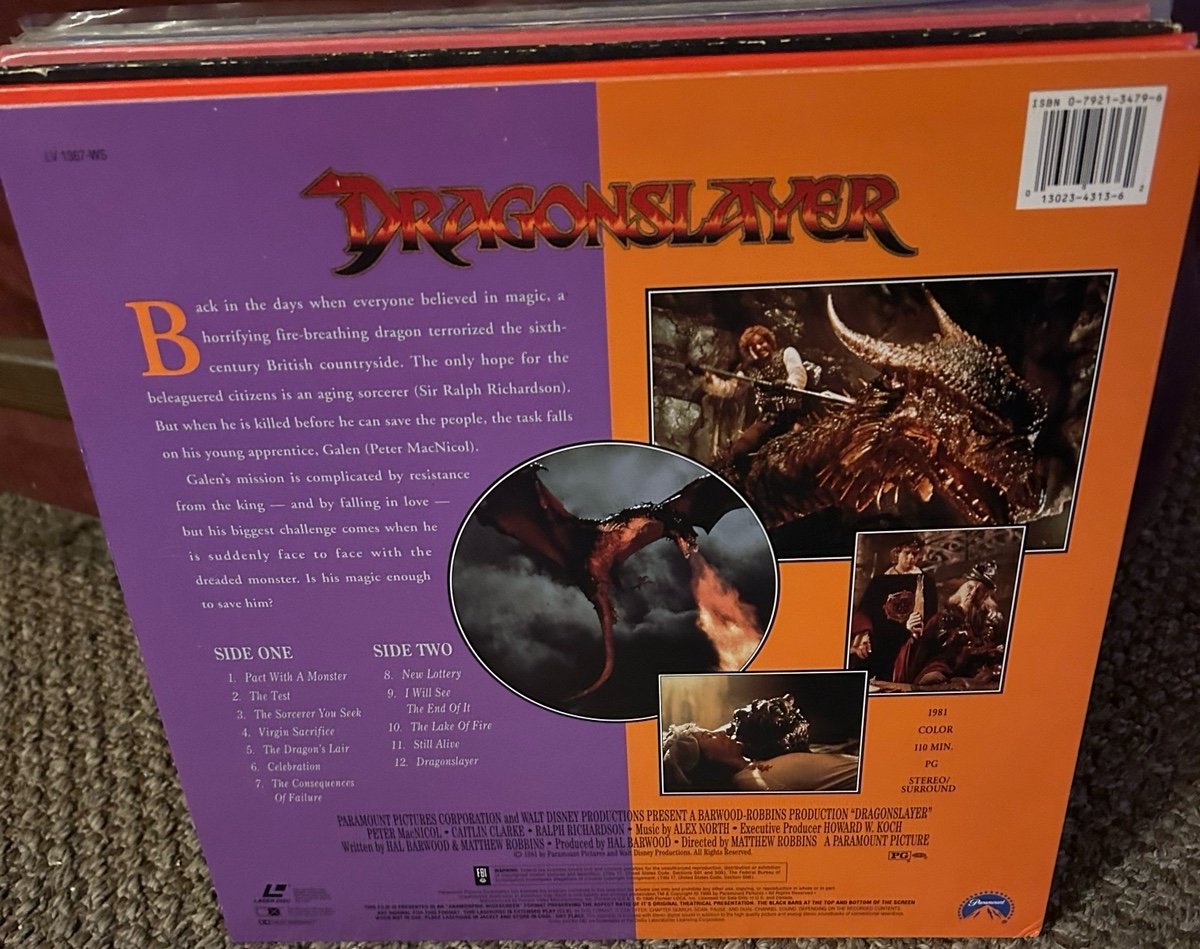 LV 1367-WS
ISBN 0-7921-3479-6
0 13023-4313-6 2
DRAGONSLAYER
Back in the days when everyone believed in magic, a
horrifying fire-breathing dragon terrorized the sixth-
century British countryside. The only hope for the
beleaguered citizens is an aging sorcerer (Sir Ralph Richardson).
But when he is killed before he can save the people, the task falls
on his young apprentice, Galen (Peter MacNicol).
Galen's mission is complicated by resistance
from the king — and by falling in love —
but his biggest challenge comes when he
is suddenly face to face with the
dreaded monster. Is his magic enough
to save him?
SIDE ONE
1. Pact With A Monster
2. The Test
3. The Sorcerer You Seek
4. Virgin Sacrifice
5. The Dragon's Lair
6. Celebration
7. The Consequences
Of Failure
SIDE TWO
8. New Lottery
9. I Will See
The End Of It
10. The Lake Of Fire
11. Still Alive
12. Dragonslayer
1981
COLOR
110 MIN.
PG
STEREO/
SURROUND
PARAMOUNT PICTURES CORPORATION and WALT DISNEY PRODUCTIONS PRESENT A BARWOOD-ROBBINS PRODUCTION "DRAGONSLAYER"
PETER MacNICOL • CAITLIN CLARKE • RALPH RICHARDSON • Music by ALEX NORTH • Executive Producer HOWARD W. KOCH
Written by HAL BARWOOD & MATTHEW ROBBINS • Produced by HAL BARWOOD • Directed by MATTHEW ROBBINS A PARAMOUNT PICTURE
© 1981 by Paramount Pictures and Walt Disney Productions. All Rights Reserved.
PG
FBI
WARNING:
LASER DISC
Paramount